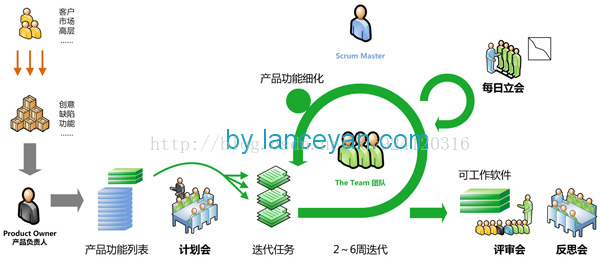 客户
市场
高层
……
创意
缺陷
功能
……
Product Owner
产品负责人
产品功能列表
计划会
迭代任务
产品功能细化
Scrum Master
The Team 团队
2～6周迭代
每日立会
可工作软件
评审会
反思会
by lanceyan.com
http://blog.
20316